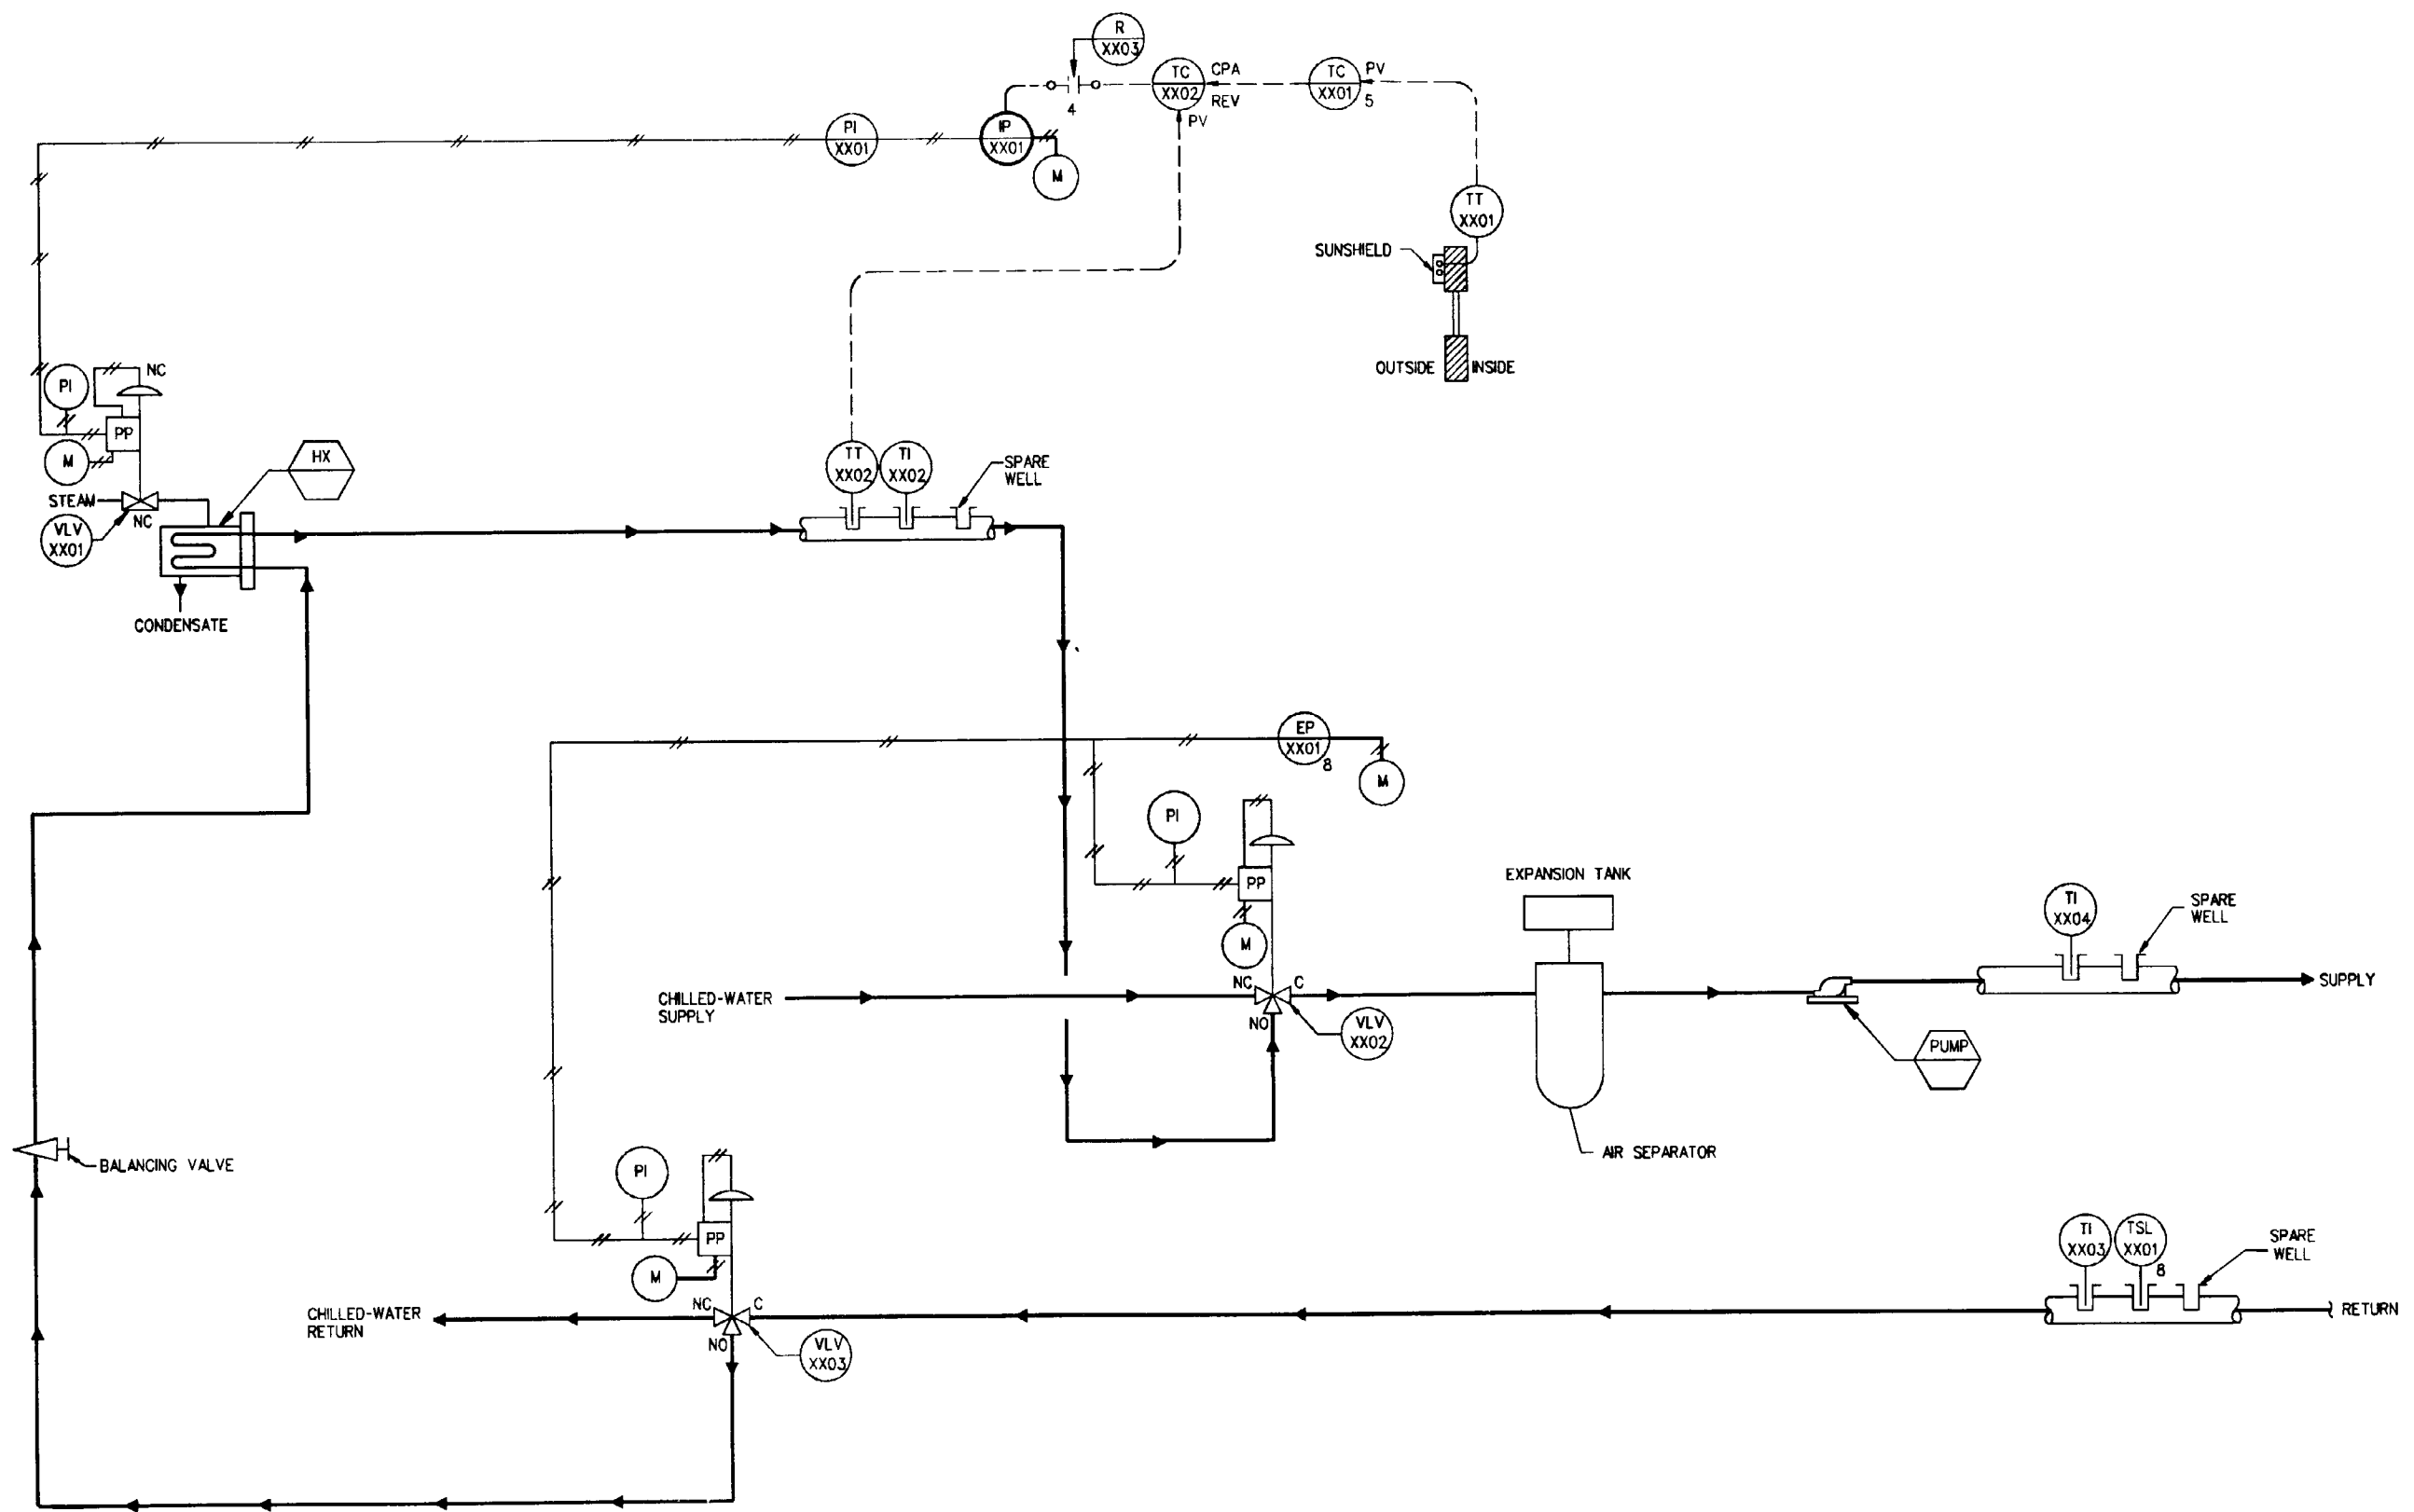 R
XX03
TC
XX02
CPA
REV
PV
TC
XX01
PV
5
4
PI
XX01
IP
XX01
M
TT
XX01
SUNSHIELD
OUTSIDE
INSIDE
NC
PI
PP
M
HX
STEAM
NC
VLV
XX01
CONDENSATE
TT
XX02
TI
XX02
SPARE
WELL
EP
XX01
8
M
PI
PP
M
EXPANSION TANK
TI
XX04
SPARE
WELL
CHILLED-WATER
SUPPLY
NC
C
NO
VLV
XX02
SUPPLY
PUMP
AIR SEPARATOR
BALANCING VALVE
PI
PP
M
TI
XX03
TSL
XX01
8
SPARE
WELL
CHILLED-WATER
RETURN
NC
C
NO
VLV
XX03
RETURN